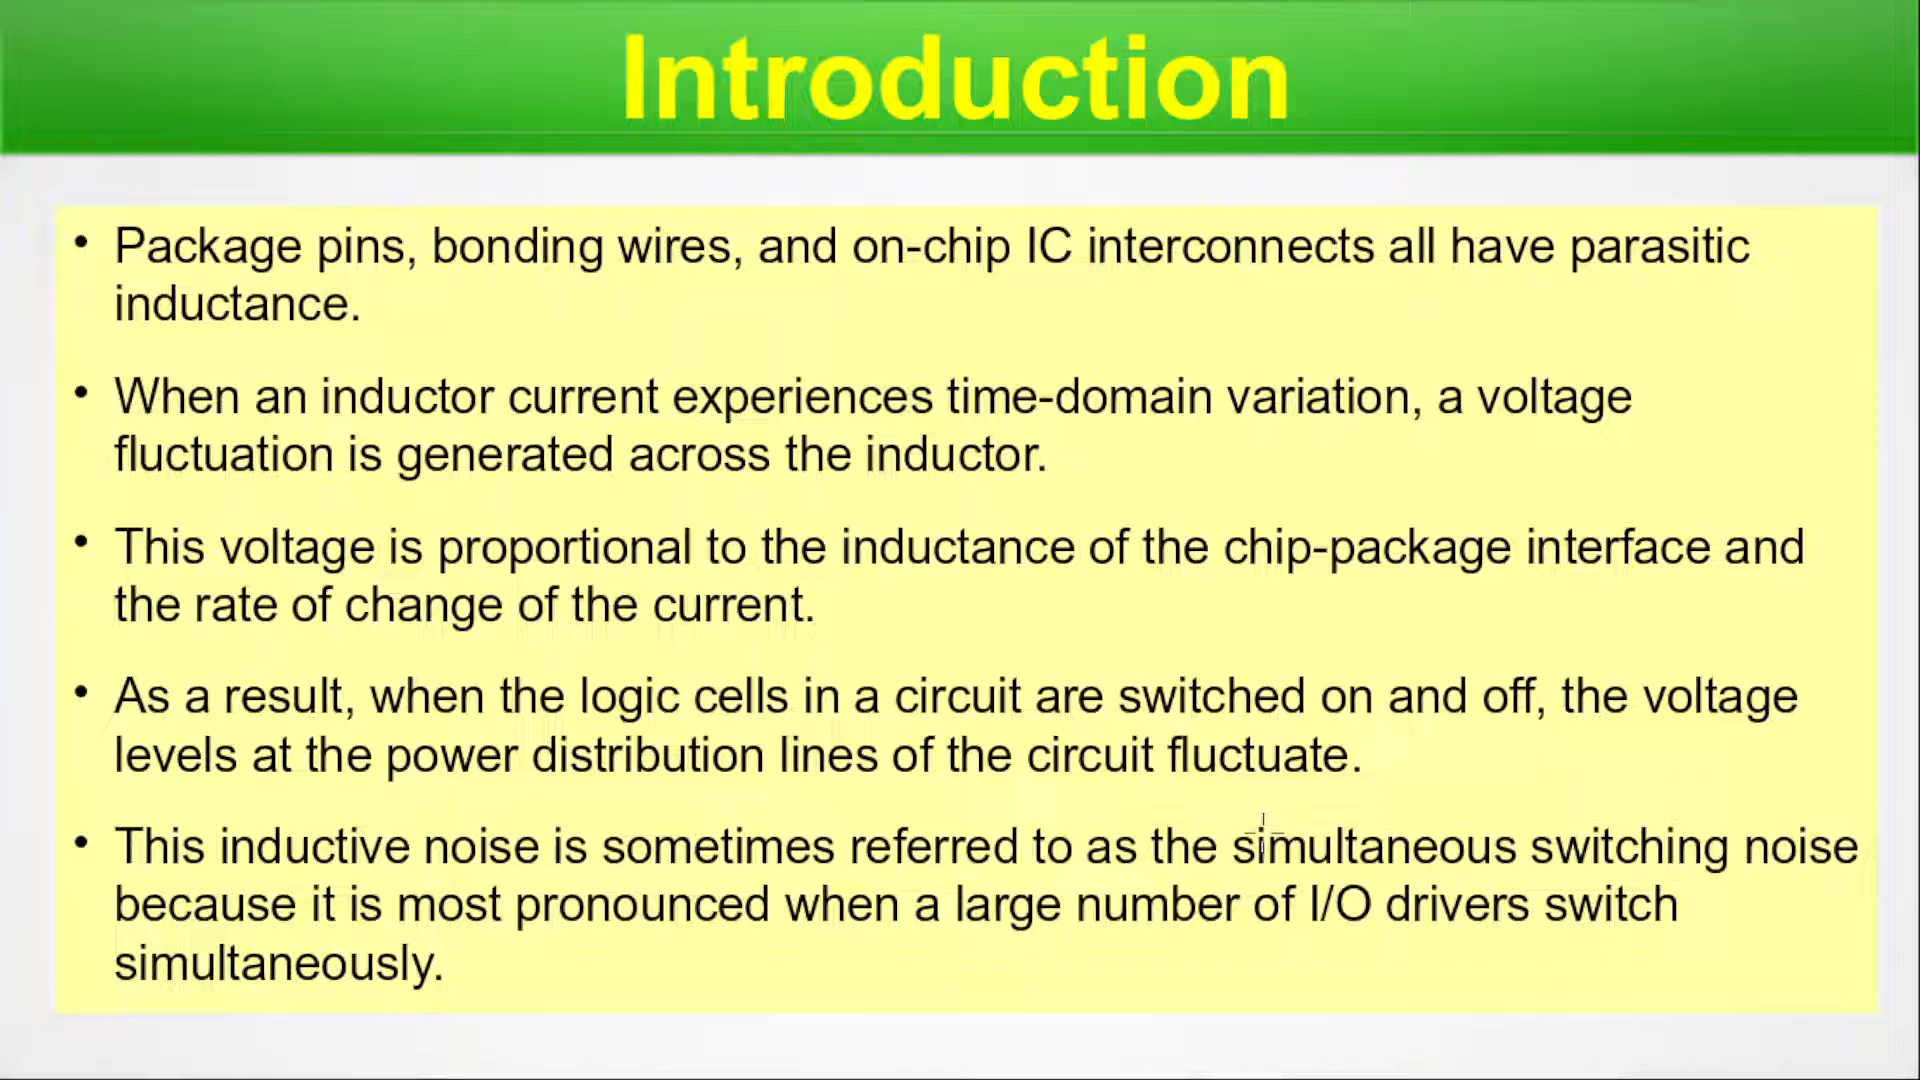 Introduction
• Package pins, bonding wires, and on-chip IC interconnects all have parasitic
inductance.
• When an inductor current experiences time-domain variation, a voltage
fluctuation is generated across the inductor.
• This voltage is proportional to the inductance of the chip-package interface and
the rate of change of the current.
• As a result, when the logic cells in a circuit are switched on and off, the voltage
levels at the power distribution lines of the circuit fluctuate.
• This inductive noise is sometimes referred to as the simultaneous switching noise
because it is most pronounced when a large number of I/O drivers switch
simultaneously.